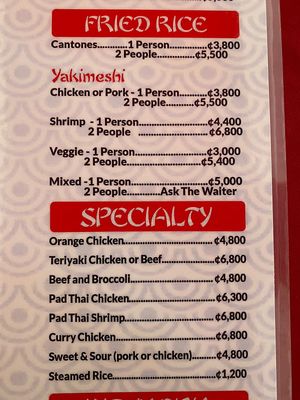 FRIED RICE
Cantones.............1 Person............¢3,800
2 People............¢5,500
Yakimeshi
Chicken or Pork - 1 Person.........¢3,800
2 People............¢5,500
Shrimp - 1 Person....................¢4,400
2 People ....................¢6,800
Veggie - 1 Person.....................¢3,000
2 People......................¢5,400
Mixed -1 Person......................¢5,000
2 People...........Ask The Waiter
SPECIALTY
Orange Chicken.............................¢4,800
Teriyaki Chicken or Beef.................¢6,800
Beef and Broccoli...........................¢4,800
Pad Thai Chicken...........................¢6,300
Pad Thai Shrimp.............................¢6,800
Curry Chicken................................¢6,800
Sweet & Sour (pork or chicken)........¢4,800
Steamed Rice.................................¢1,200